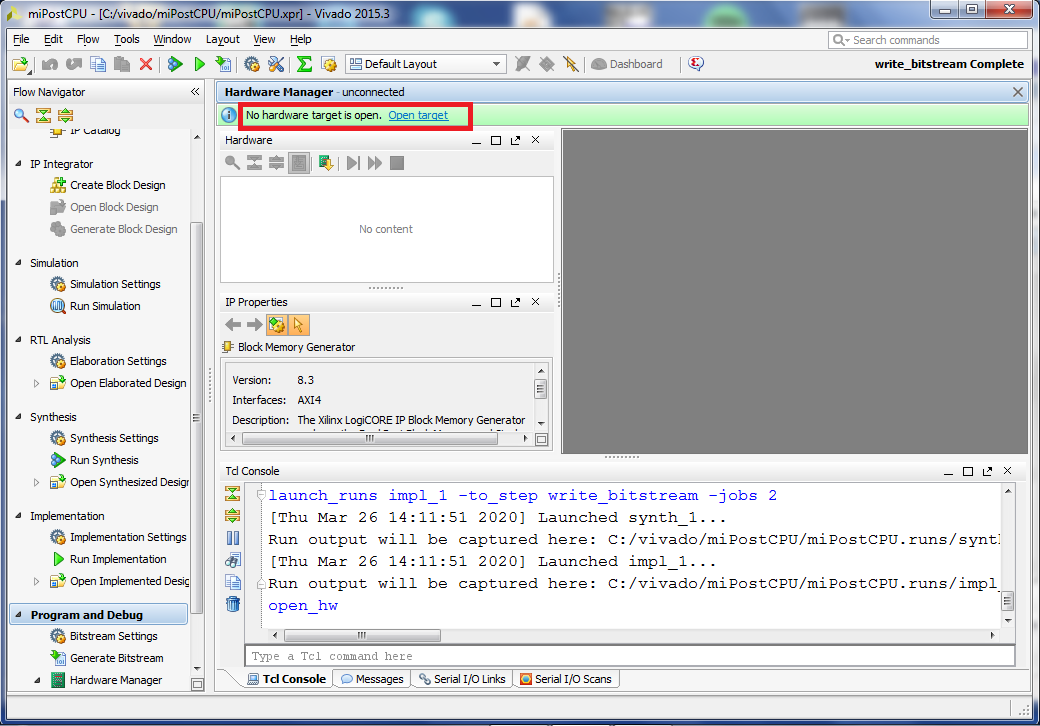 miPostCPU - [C:/vivado/miPostCPU/miPostCPU.xpr] - Vivado 2015.3
File Edit Flow Tools Window Layout View Help
Search commands
Default Layout
Dashboard
write_bitstream Complete
Flow Navigator
IP Catalog
IP Integrator
Create Block Design
Open Block Design
Generate Block Design
Simulation
Simulation Settings
Run Simulation
RTL Analysis
Elaboration Settings
Open Elaborated Design
Synthesis
Synthesis Settings
Run Synthesis
Open Synthesized Design
Implementation
Implementation Settings
Run Implementation
Open Implemented Desig
Program and Debug
Bitstream Settings
Generate Bitstream
Hardware Manager
Hardware Manager - unconnected
No hardware target is open. Open target
Hardware
No content
IP Properties
Block Memory Generator
Version: 8.3
Interfaces: AXI4
Description: The Xilinx LogiCORE IP Block Memory Generator
Tcl Console
launch_runs impl_1 -to_step write_bitstream -jobs 2
[Thu Mar 26 14:11:51 2020] Launched synth_1...
Run output will be captured here: C:/vivado/miPostCPU/miPostCPU.runs/synth
[Thu Mar 26 14:11:51 2020] Launched impl_1...
Run output will be captured here: C:/vivado/miPostCPU/miPostCPU.runs/impl_
open_hw
Type a Tcl command here
Tcl Console Messages Serial I/O Links Serial I/O Scans